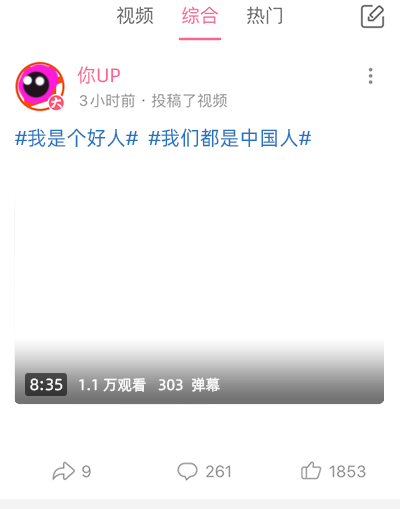 视频 综合 热门
你UP
大
3小时前 · 投稿了视频
#我是个好人# #我们都是中国人#
8:35 1.1万观看 303 弹幕
9 261 1853